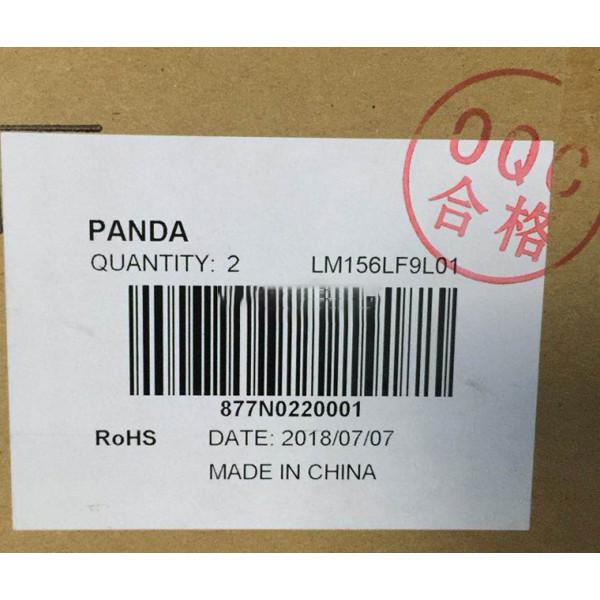 OQC
合格
PANDA
QUANTITY: 2 LM156LF9L01
877N0220001
RoHS DATE: 2018/07/07
MADE IN CHINA